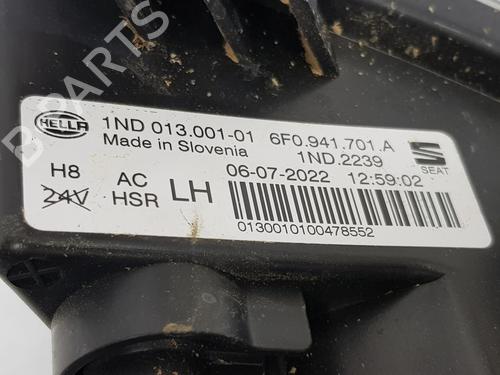 B-PARTS
HELLA
1ND 013.001-01 6F0.941.701.A
Made in Slovenia 1ND.2239
SEAT
H8 AC LH 06-07-2022 12:59:02
24V HSR
0130010100478552